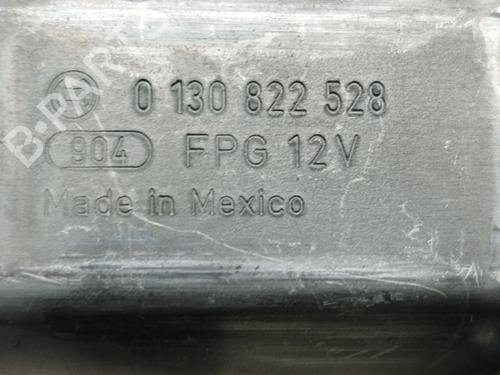 B-PARTS
0 130 822 528
904 FPG 12V
Made in Mexico